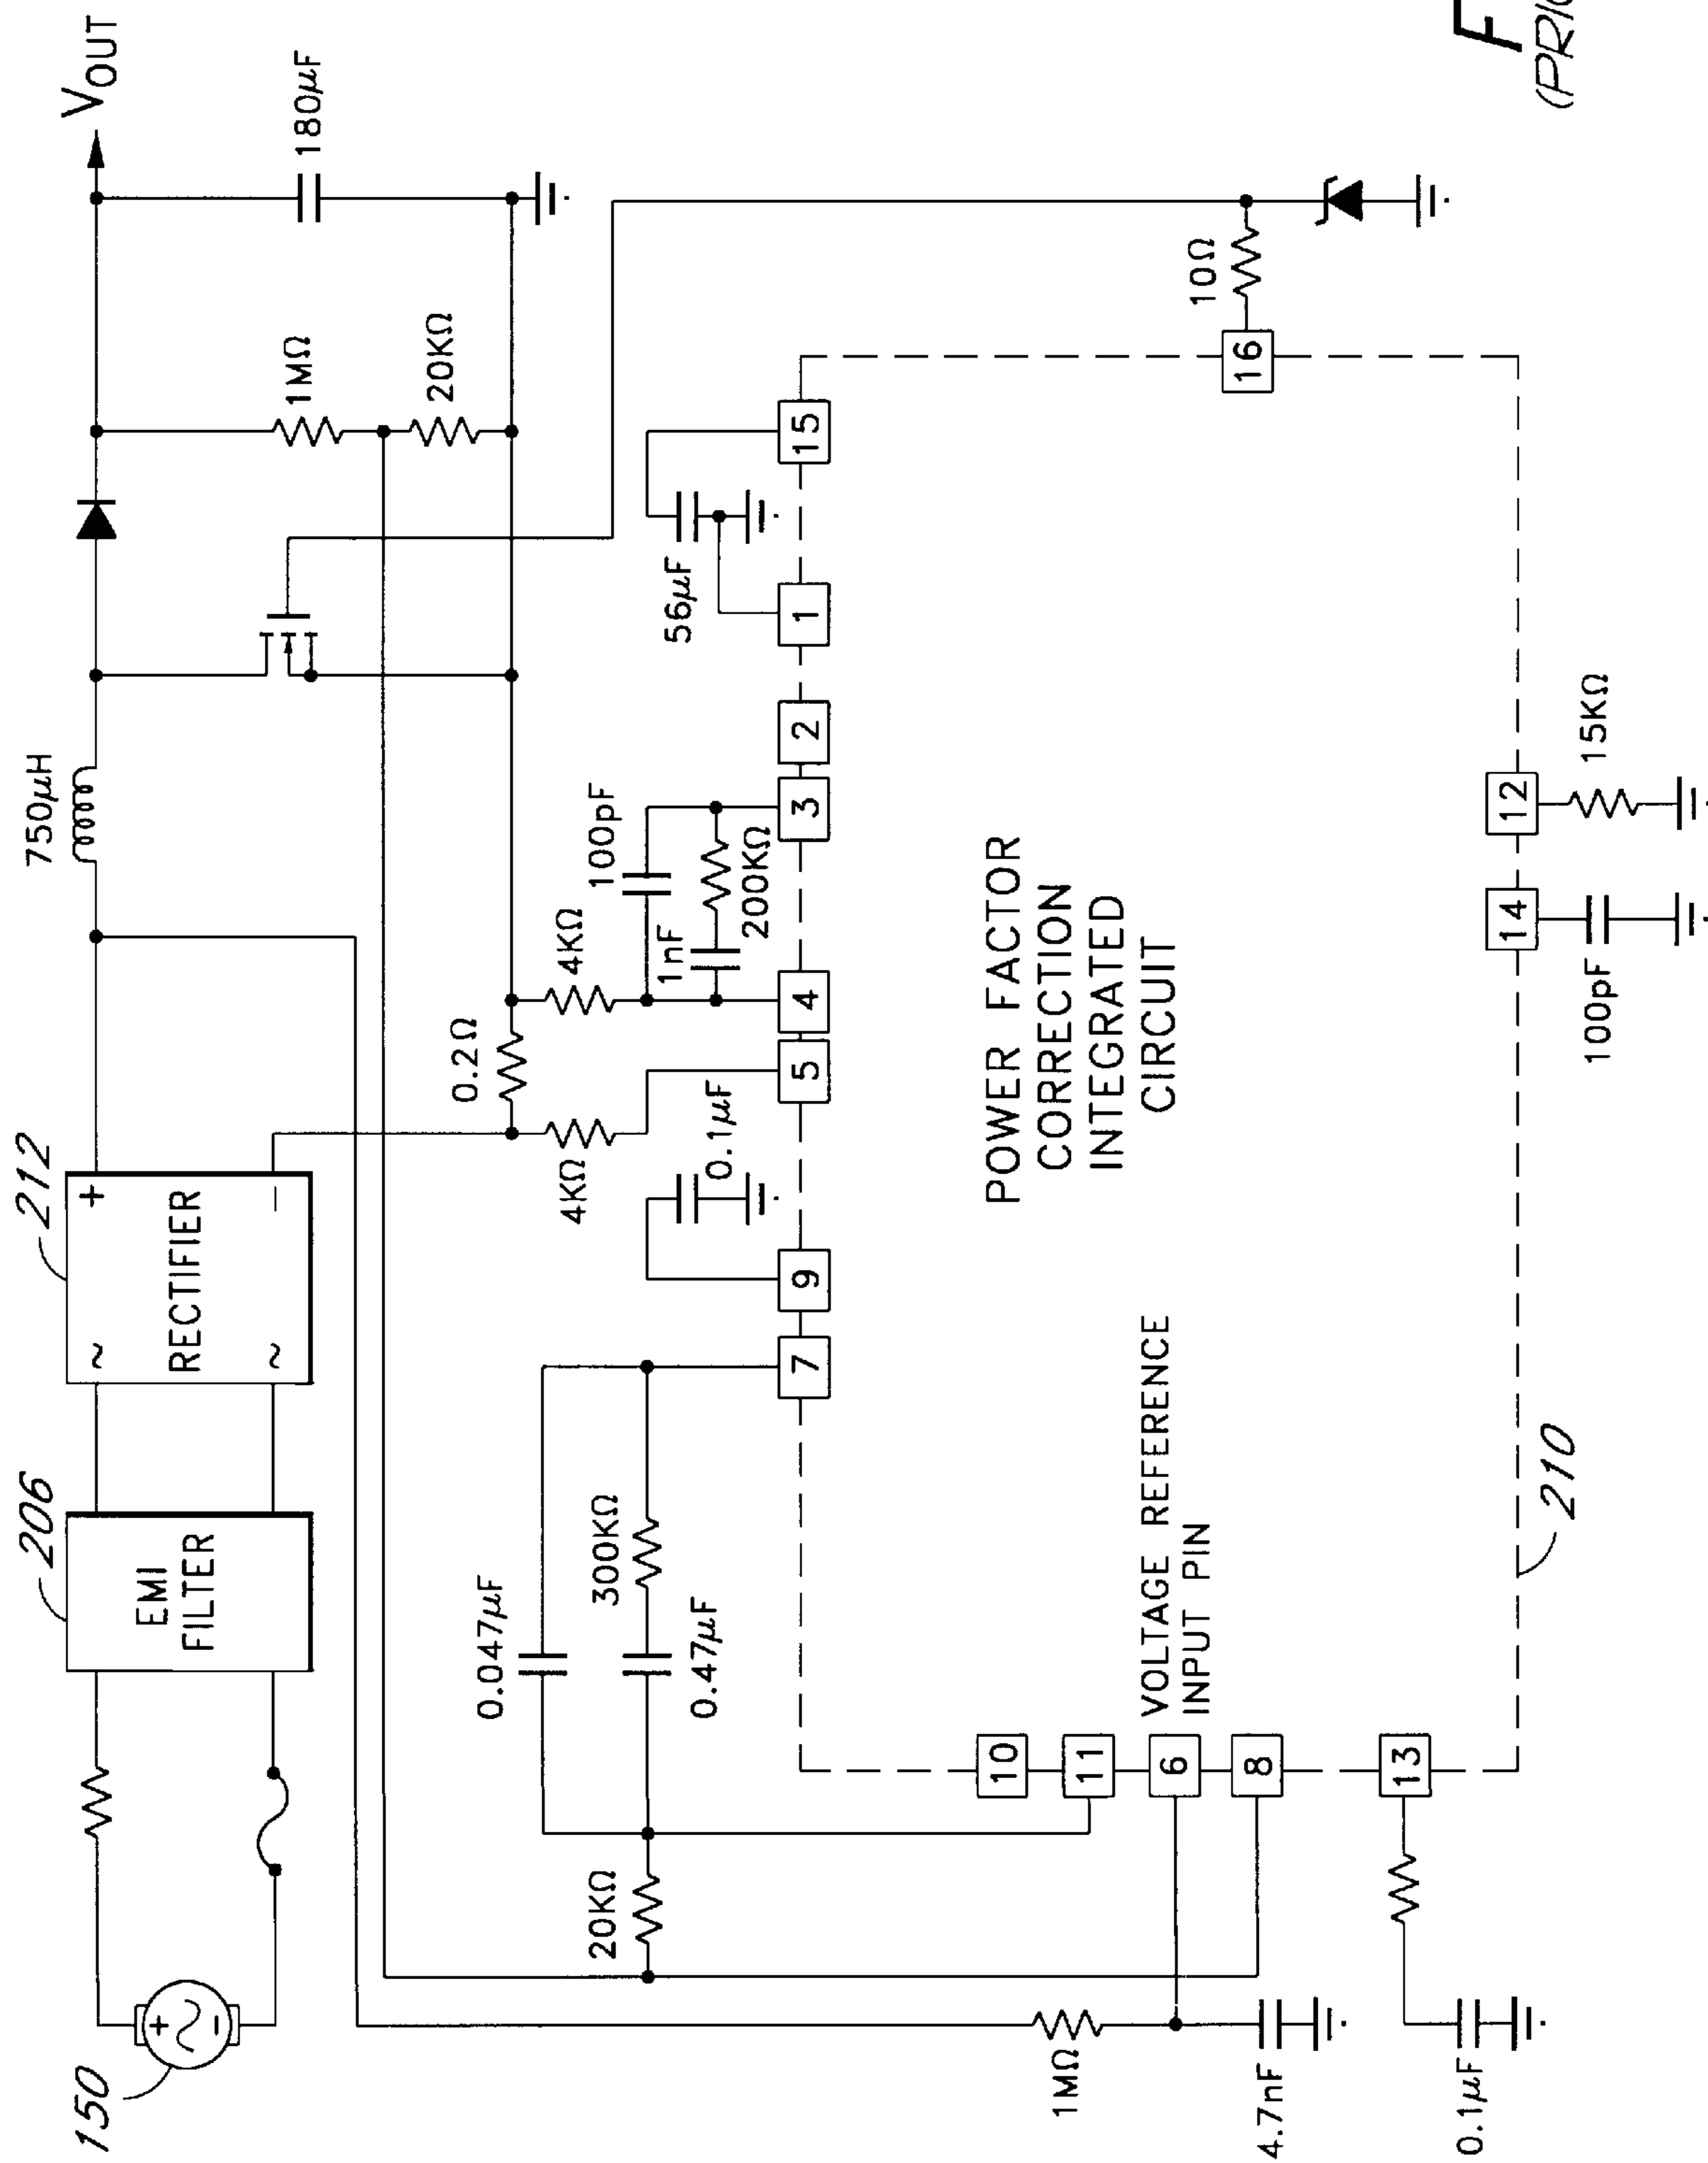 150
206
212
EMI
FILTER
RECTIFIER
+
−
~
~
+
−
750μH
V_OUT
180μF
1MΩ
20KΩ
0.2Ω
4KΩ
4KΩ
0.1μF
100pF
1nF
200KΩ
56μF
10Ω
0.047μF
300KΩ
0.47μF
20KΩ
7
9
5
4
3
2
1
15
16
10
11
6
8
13
14
12
VOLTAGE REFERENCE
INPUT PIN
POWER FACTOR
CORRECTION
INTEGRATED
CIRCUIT
1MΩ
4.7nF
0.1μF
210
100pF
15KΩ